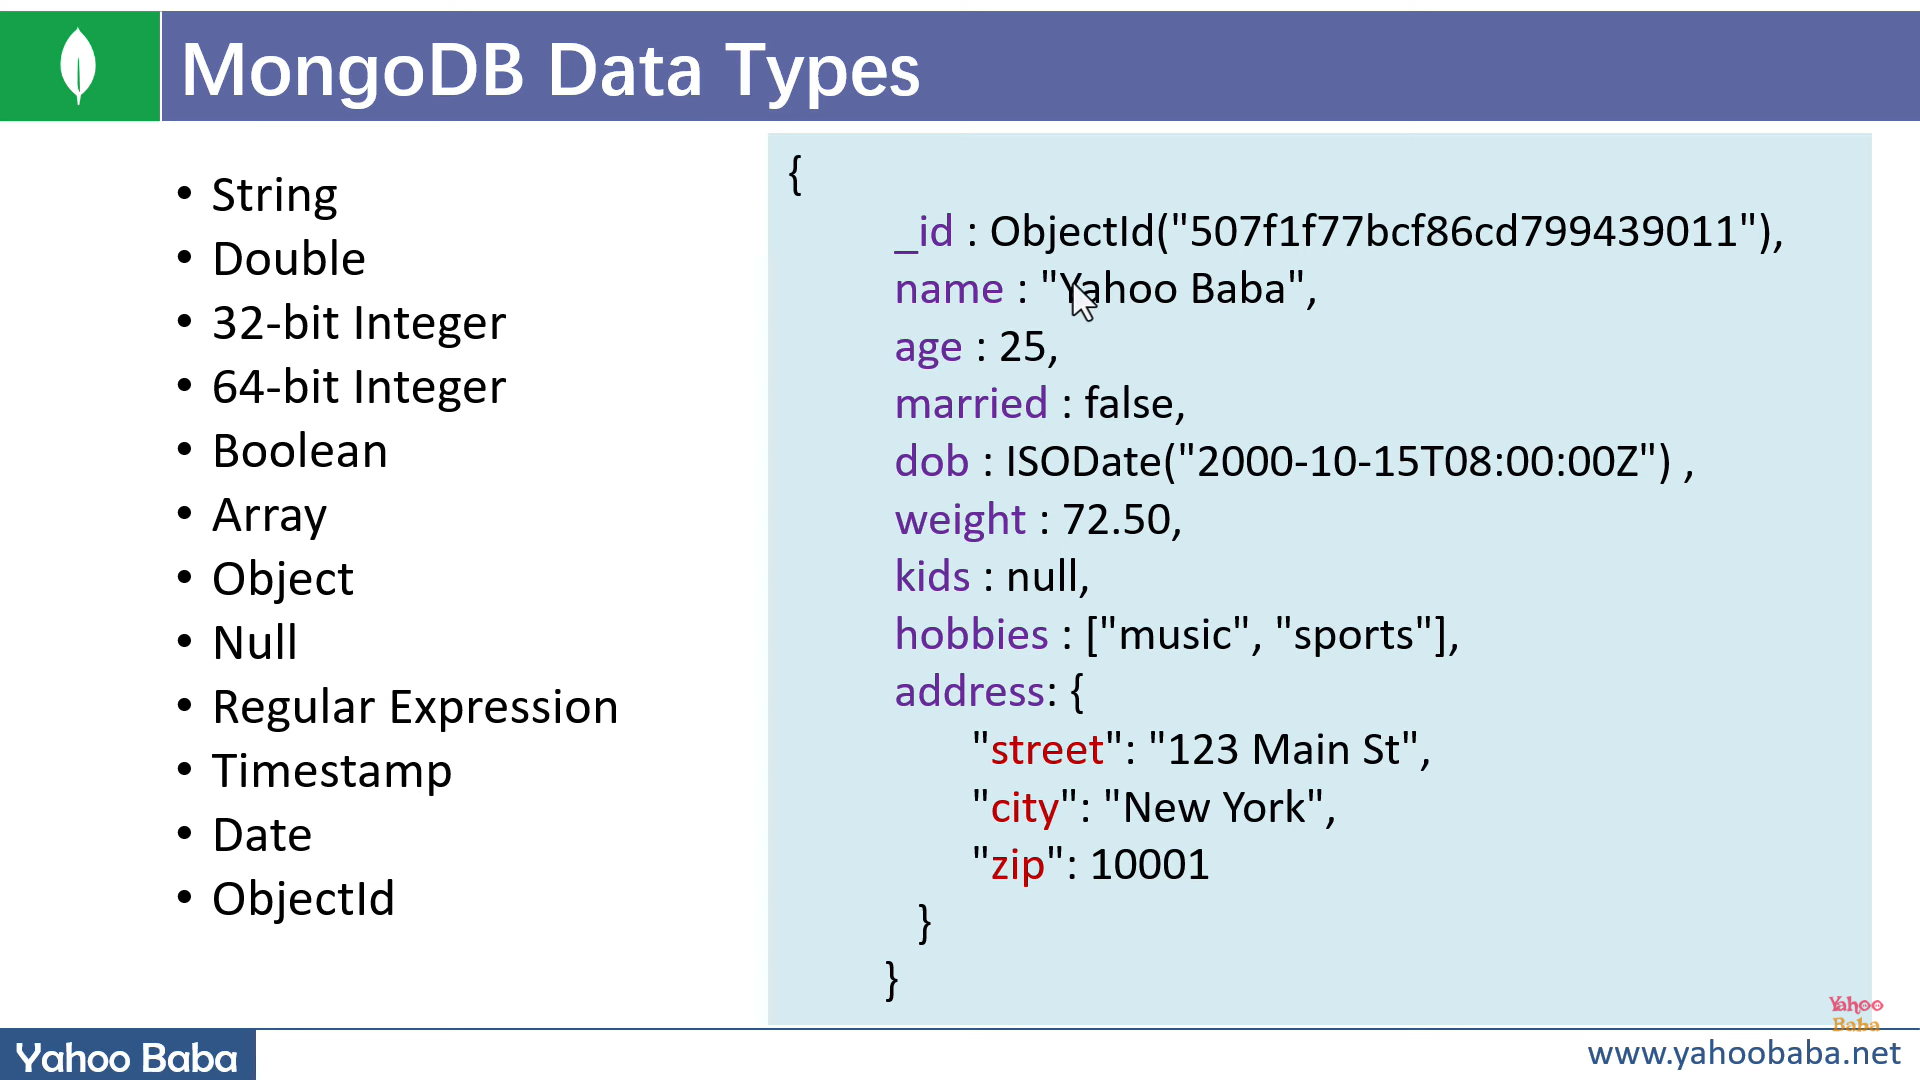 MongoDB Data Types
• String
• Double
• 32-bit Integer
• 64-bit Integer
• Boolean
• Array
• Object
• Null
• Regular Expression
• Timestamp
• Date
• ObjectId
{
_id : ObjectId("507f1f77bcf86cd799439011"),
name : "Yahoo Baba",
age : 25,
married : false,
dob : ISODate("2000-10-15T08:00:00Z") ,
weight : 72.50,
kids : null,
hobbies : ["music", "sports"],
address: {
"street": "123 Main St",
"city": "New York",
"zip": 10001
}
}
Yahoo
Baba
Yahoo Baba
www.yahoobaba.net